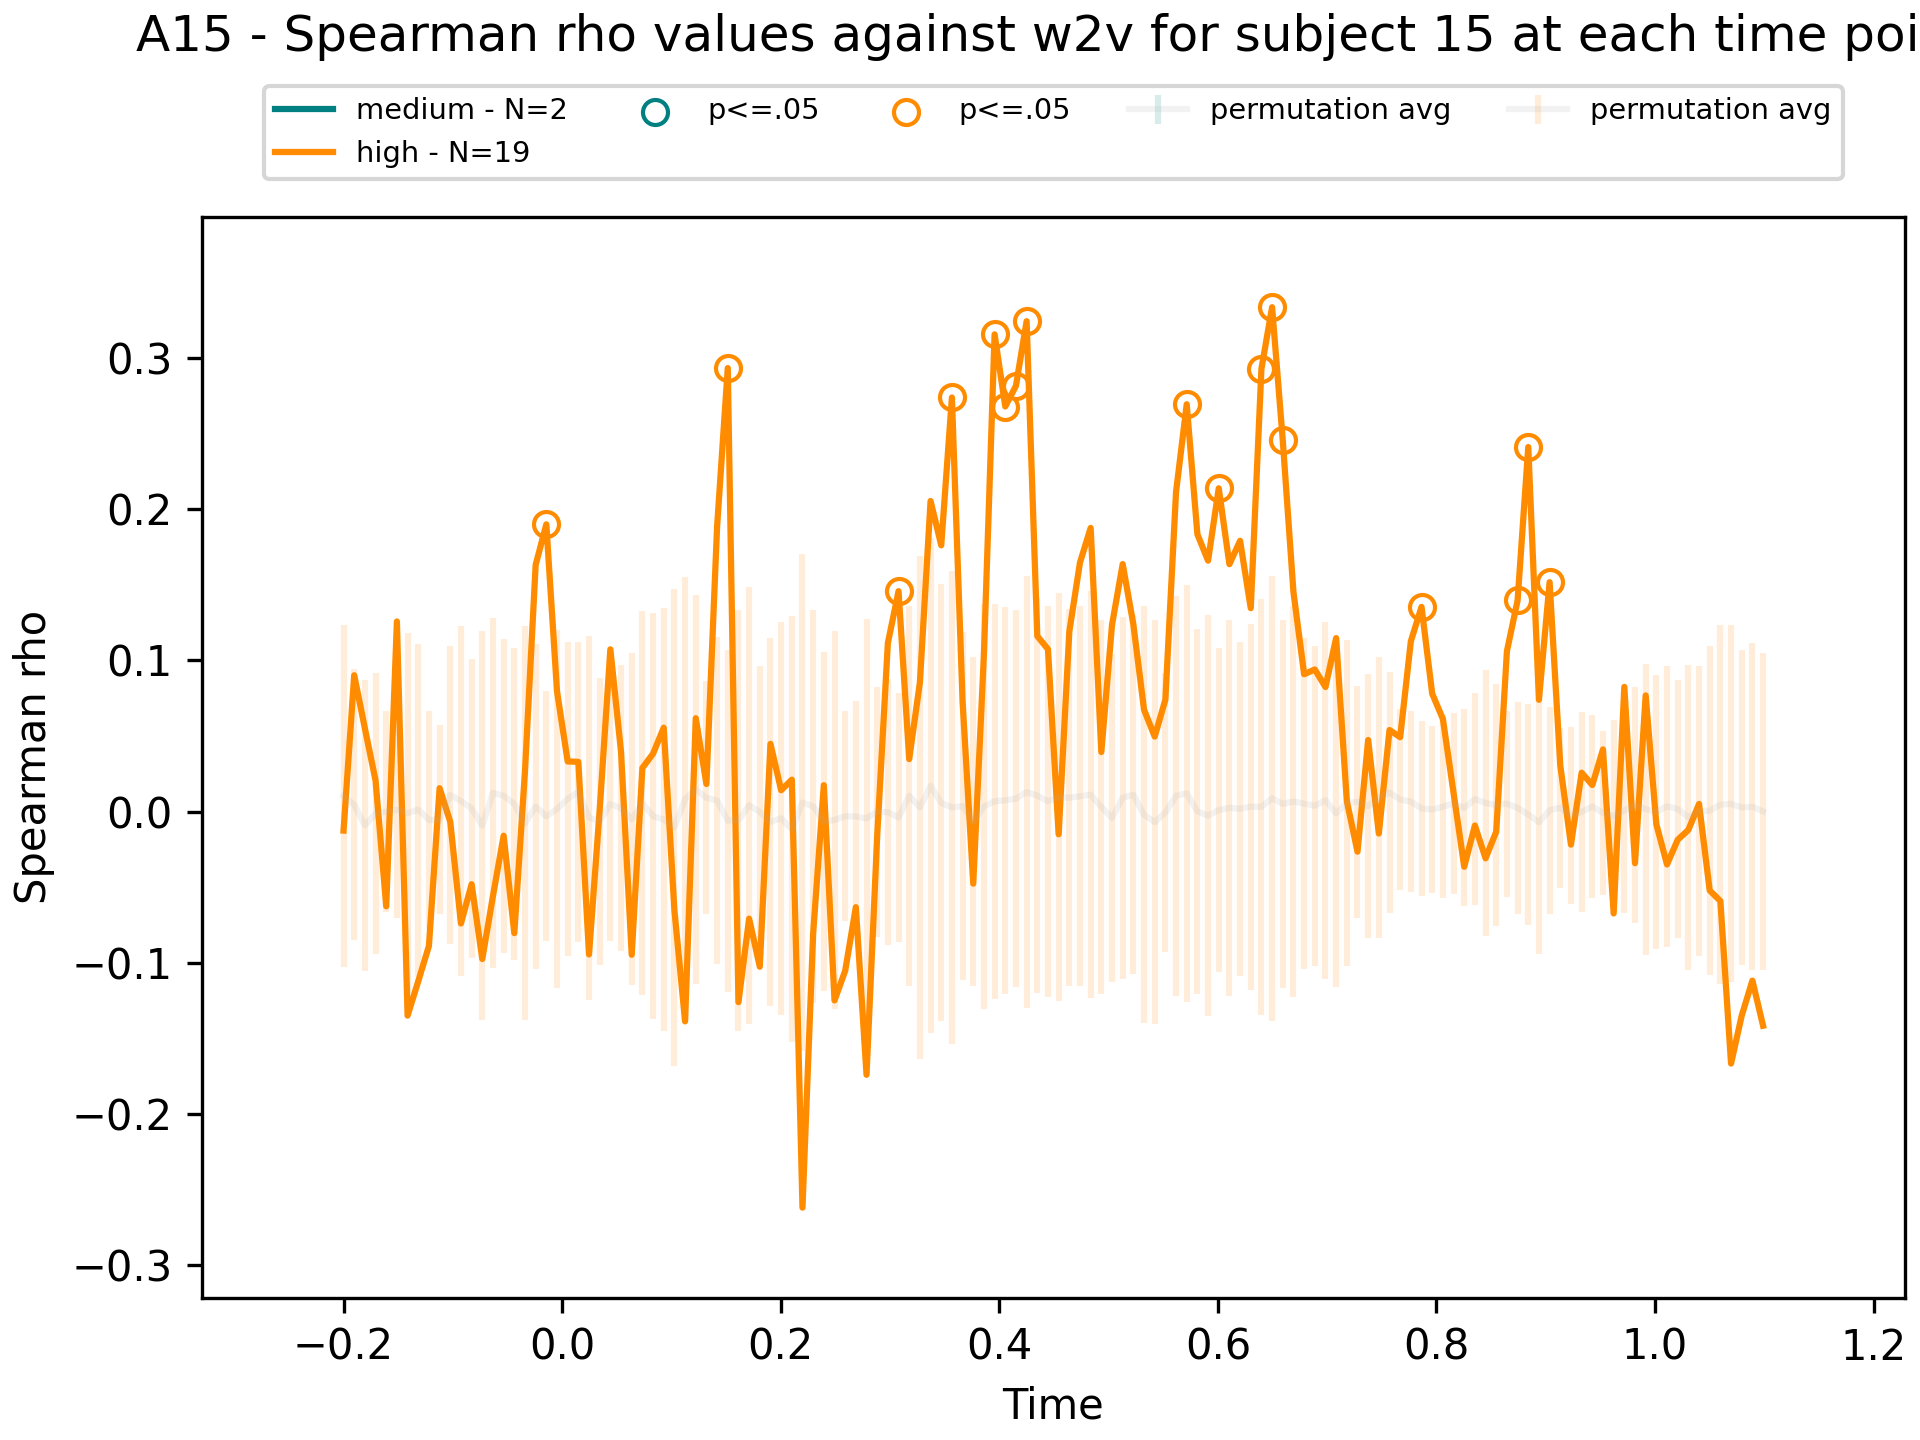 A15 - Spearman rho values against w2v for subject 15 at each time poi
medium - N=2
high - N=19
p<=.05
p<=.05
permutation avg
permutation avg
Spearman rho
0.3
0.2
0.1
0.0
−0.1
−0.2
−0.3
−0.2 0.0 0.2 0.4 0.6 0.8 1.0 1.2
Time